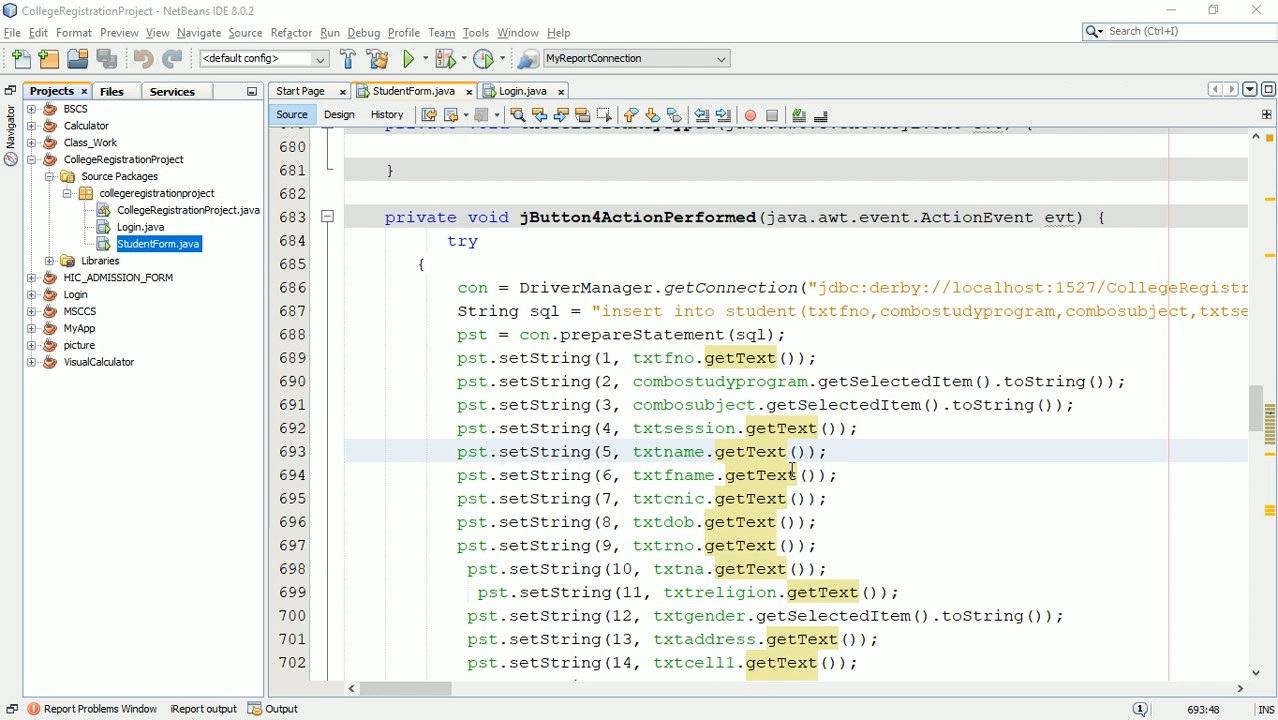 CollegeRegistrationProject - NetBeans IDE 8.0.2
File Edit Format Preview View Navigate Source Refactor Run Debug Profile Team Tools Window Help
Search (Ctrl+I)
<default config>
MyReportConnection
Projects
Files
Services
Start Page
StudentForm.java
Login.java
Navigator
Source
Design
History
BSCS
Calculator
Class_Work
CollegeRegistrationProject
Source Packages
collegeregistrationproject
CollegeRegistrationProject.java
Login.java
StudentForm.java
Libraries
HIC_ADMISSION_FORM
Login
MSCCS
MyApp
picture
VisualCalculator
680
681 }
682
683 private void jButton4ActionPerformed(java.awt.event.ActionEvent evt) {
684 try
685 {
686 con = DriverManager.getConnection("jdbc:derby://localhost:1527/CollegeRegistr
687 String sql = "insert into student(txtfno,combostudyprogram,combosubject,txtse
688 pst = con.prepareStatement(sql);
689 pst.setString(1, txtfno.getText());
690 pst.setString(2, combostudyprogram.getSelectedItem().toString());
691 pst.setString(3, combosubject.getSelectedItem().toString());
692 pst.setString(4, txtsession.getText());
693 pst.setString(5, txtname.getText());
694 pst.setString(6, txtfname.getText());
695 pst.setString(7, txtcnic.getText());
696 pst.setString(8, txtdob.getText());
697 pst.setString(9, txtrno.getText());
698 pst.setString(10, txtna.getText());
699 pst.setString(11, txtreligion.getText());
700 pst.setString(12, txtgender.getSelectedItem().toString());
701 pst.setString(13, txtaddress.getText());
702 pst.setString(14, txtcell1.getText());
Report Problems Window
iReport output
Output
693:48
INS